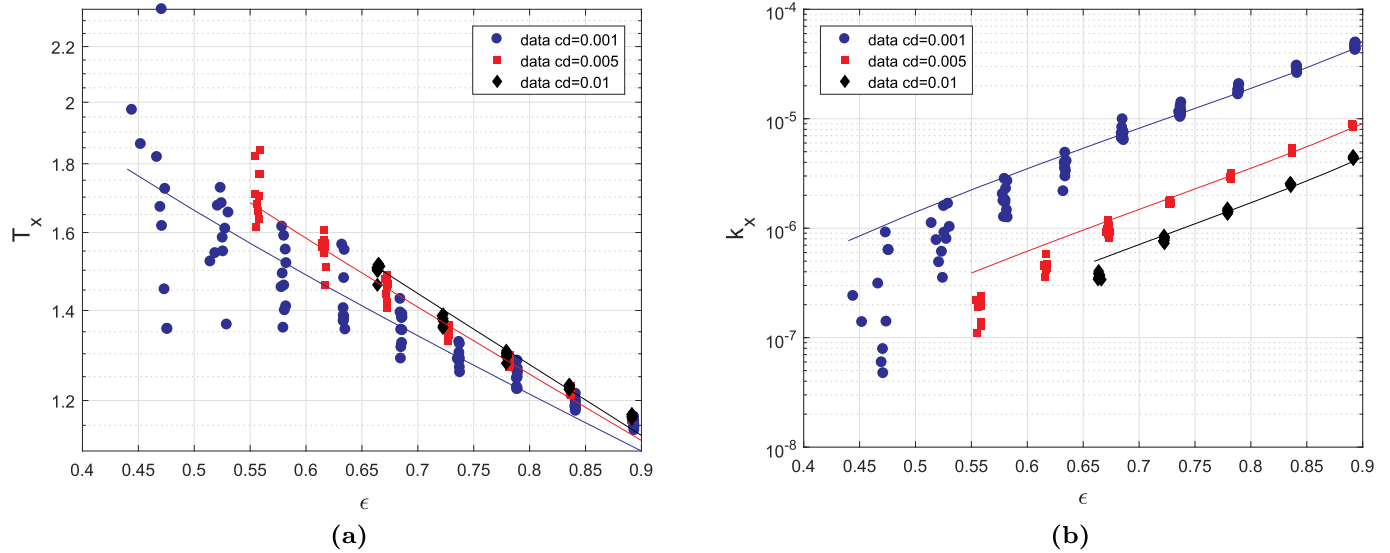 data cd=0.001
data cd=0.005
data cd=0.01
2.2
2
1.8
1.6
1.4
1.2
T_x
0.4 0.45 0.5 0.55 0.6 0.65 0.7 0.75 0.8 0.85 0.9
ϵ
(a)
data cd=0.001
data cd=0.005
data cd=0.01
10^-4
10^-5
10^-6
10^-7
10^-8
k_x
0.4 0.45 0.5 0.55 0.6 0.65 0.7 0.75 0.8 0.85 0.9
ϵ
(b)